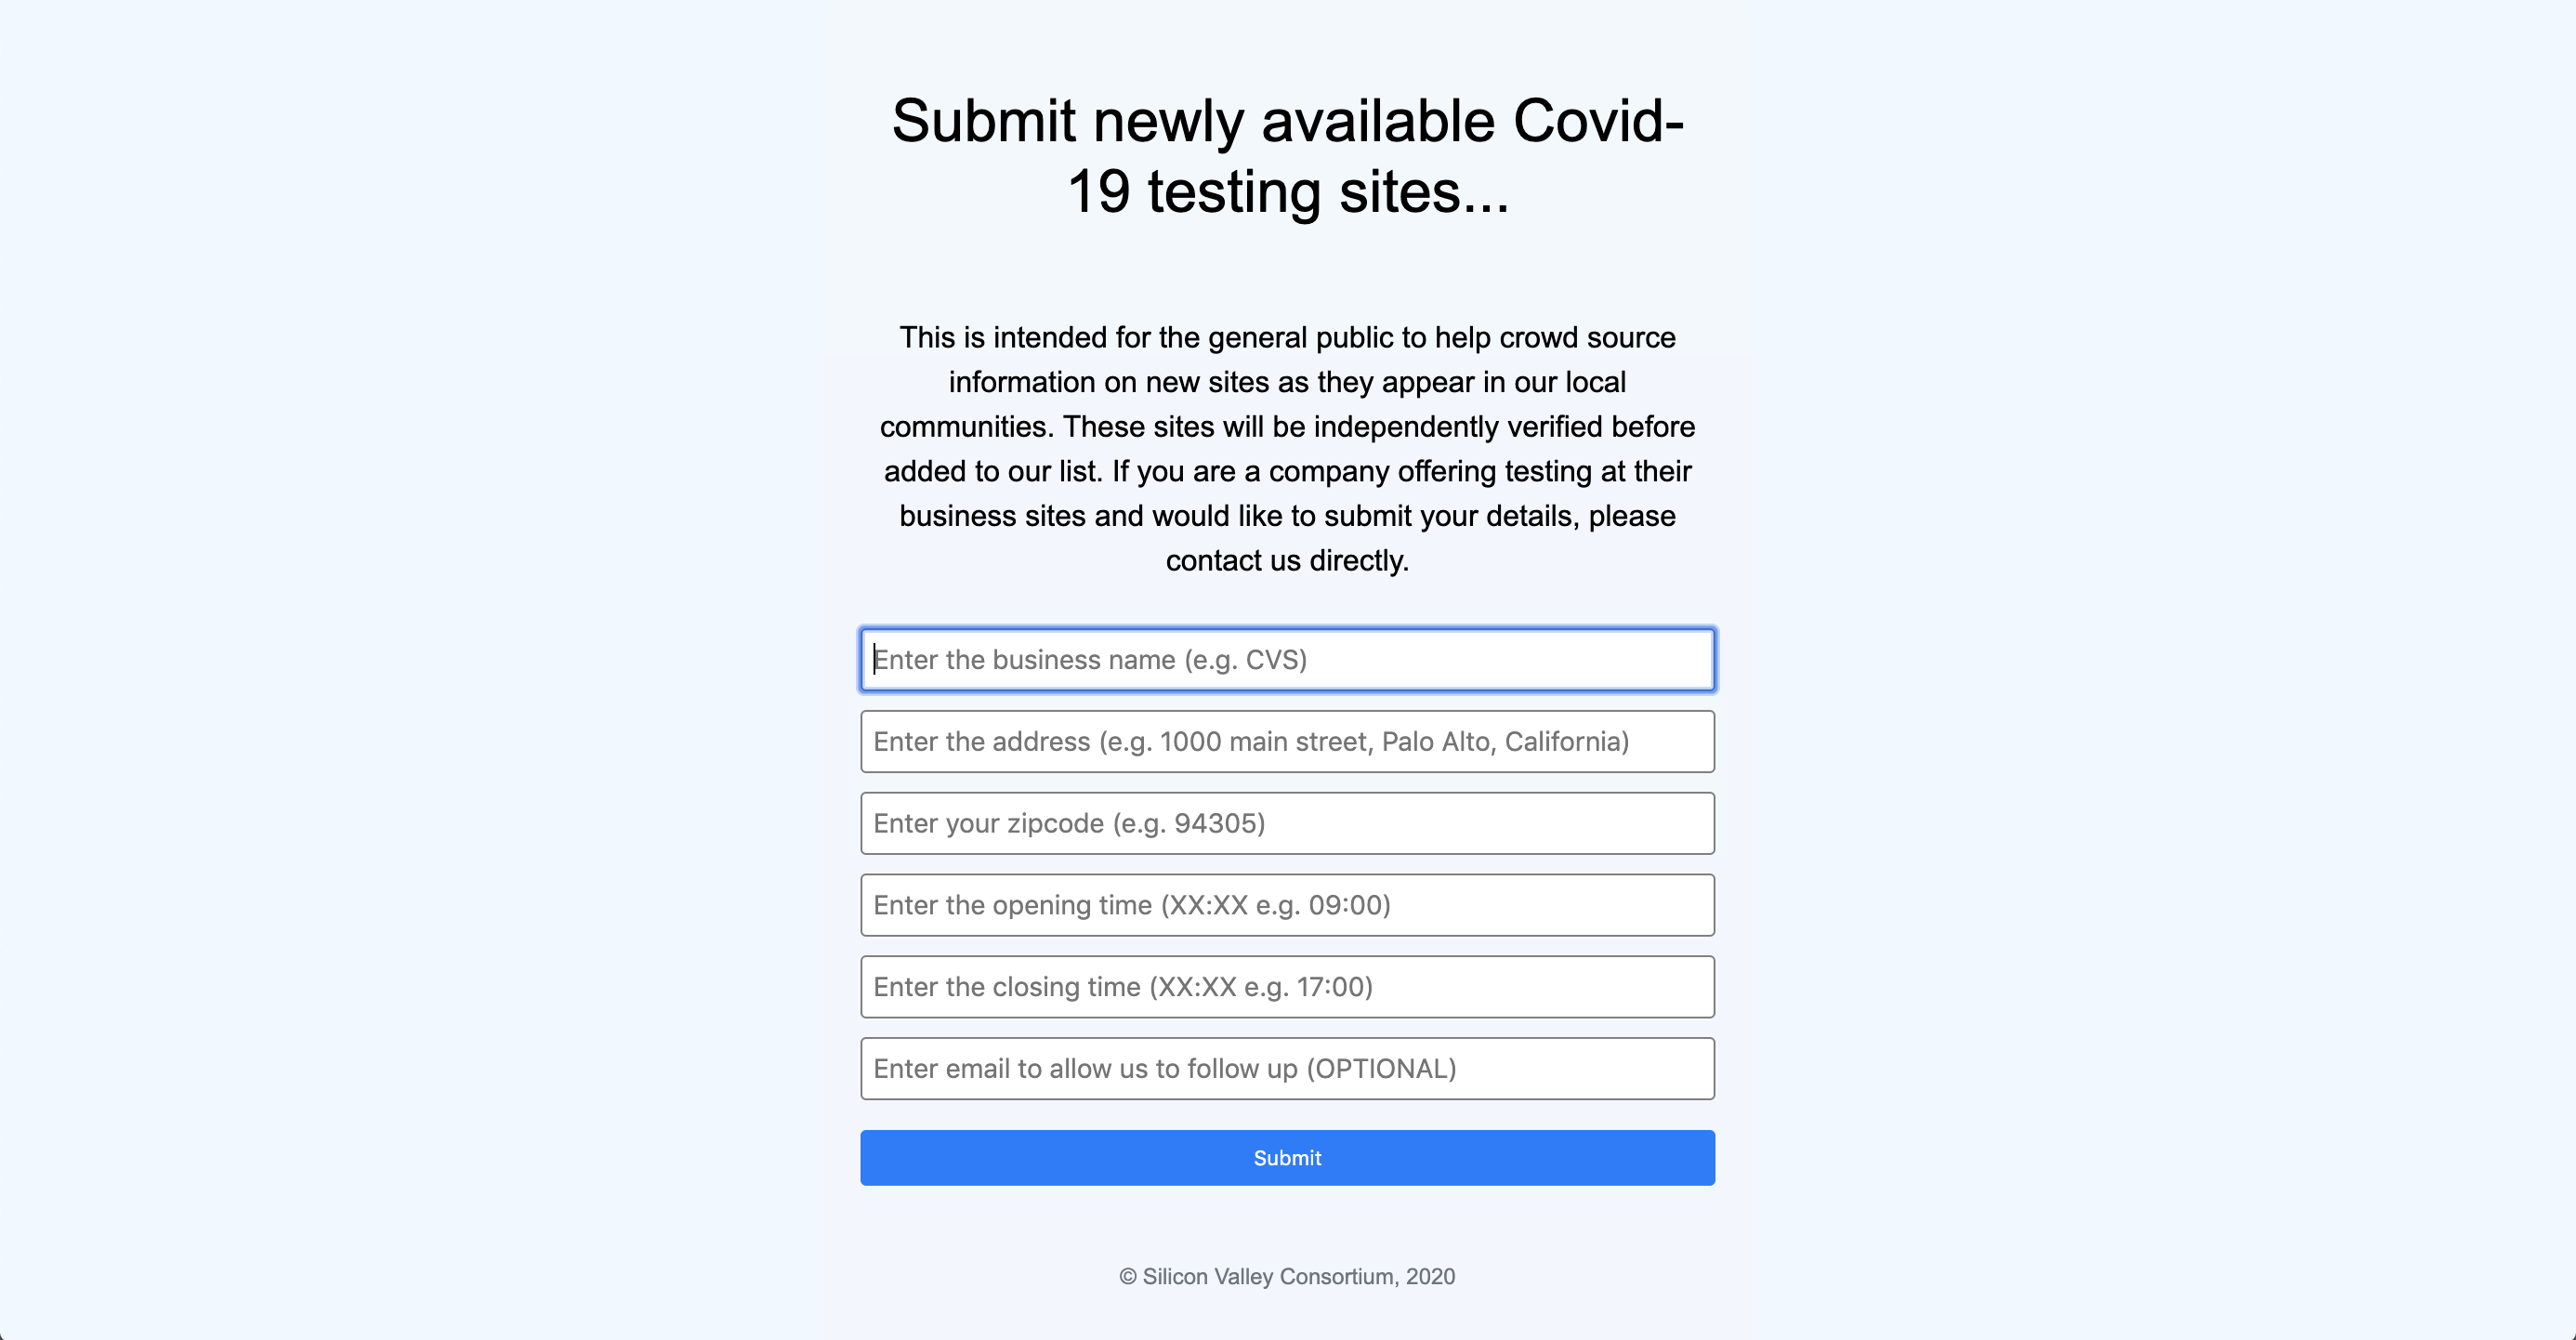 Submit newly available Covid-
19 testing sites...
This is intended for the general public to help crowd source
information on new sites as they appear in our local
communities. These sites will be independently verified before
added to our list. If you are a company offering testing at their
business sites and would like to submit your details, please
contact us directly.
Enter the business name (e.g. CVS)
Enter the address (e.g. 1000 main street, Palo Alto, California)
Enter your zipcode (e.g. 94305)
Enter the opening time (XX:XX e.g. 09:00)
Enter the closing time (XX:XX e.g. 17:00)
Enter email to allow us to follow up (OPTIONAL)
Submit
© Silicon Valley Consortium, 2020